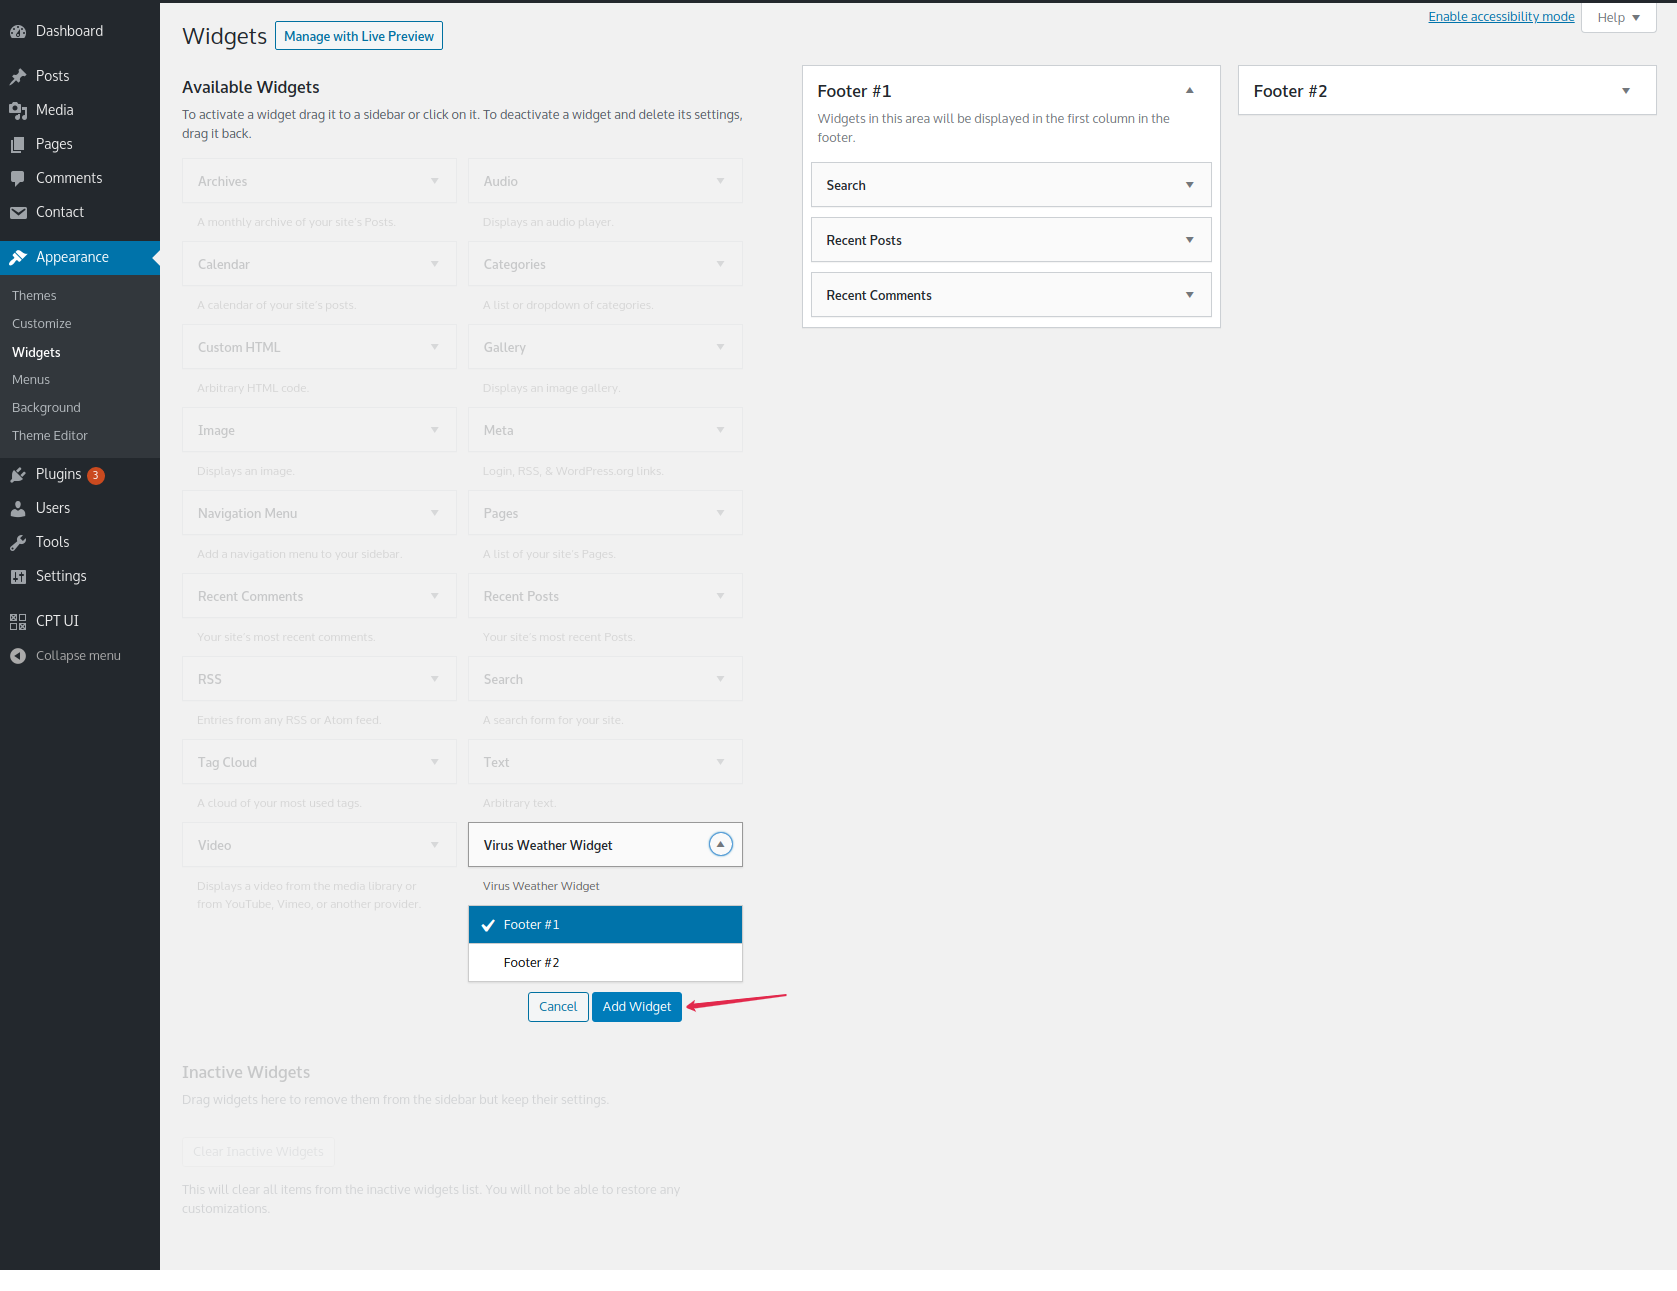 Dashboard
Posts
Media
Pages
Comments
Contact
Appearance
Themes
Customize
Widgets
Menus
Background
Theme Editor
Plugins 3
Users
Tools
Settings
CPT UI
Collapse menu
Enable accessibility mode
Help
Widgets
Manage with Live Preview
Available Widgets
To activate a widget drag it to a sidebar or click on it. To deactivate a widget and delete its settings,
drag it back.
Archives
A monthly archive of your site's Posts.
Audio
Displays an audio player.
Calendar
A calendar of your site's posts.
Categories
A list or dropdown of categories.
Custom HTML
Arbitrary HTML code.
Gallery
Displays an image gallery.
Image
Displays an image.
Meta
Login, RSS, & WordPress.org links.
Navigation Menu
Add a navigation menu to your sidebar.
Pages
A list of your site's Pages.
Recent Comments
Your site's most recent comments.
Recent Posts
Your site's most recent Posts.
RSS
Entries from any RSS or Atom feed.
Search
A search form for your site.
Tag Cloud
A cloud of your most used tags.
Text
Arbitrary text.
Video
Displays a video from the media library or
from YouTube, Vimeo, or another provider.
Virus Weather Widget
Virus Weather Widget
Footer #1
Footer #2
Cancel
Add Widget
Inactive Widgets
Drag widgets here to remove them from the sidebar but keep their settings.
Clear Inactive Widgets
This will clear all items from the inactive widgets list. You will not be able to restore any
customizations.
Footer #1
Widgets in this area will be displayed in the first column in the
footer.
Search
Recent Posts
Recent Comments
Footer #2